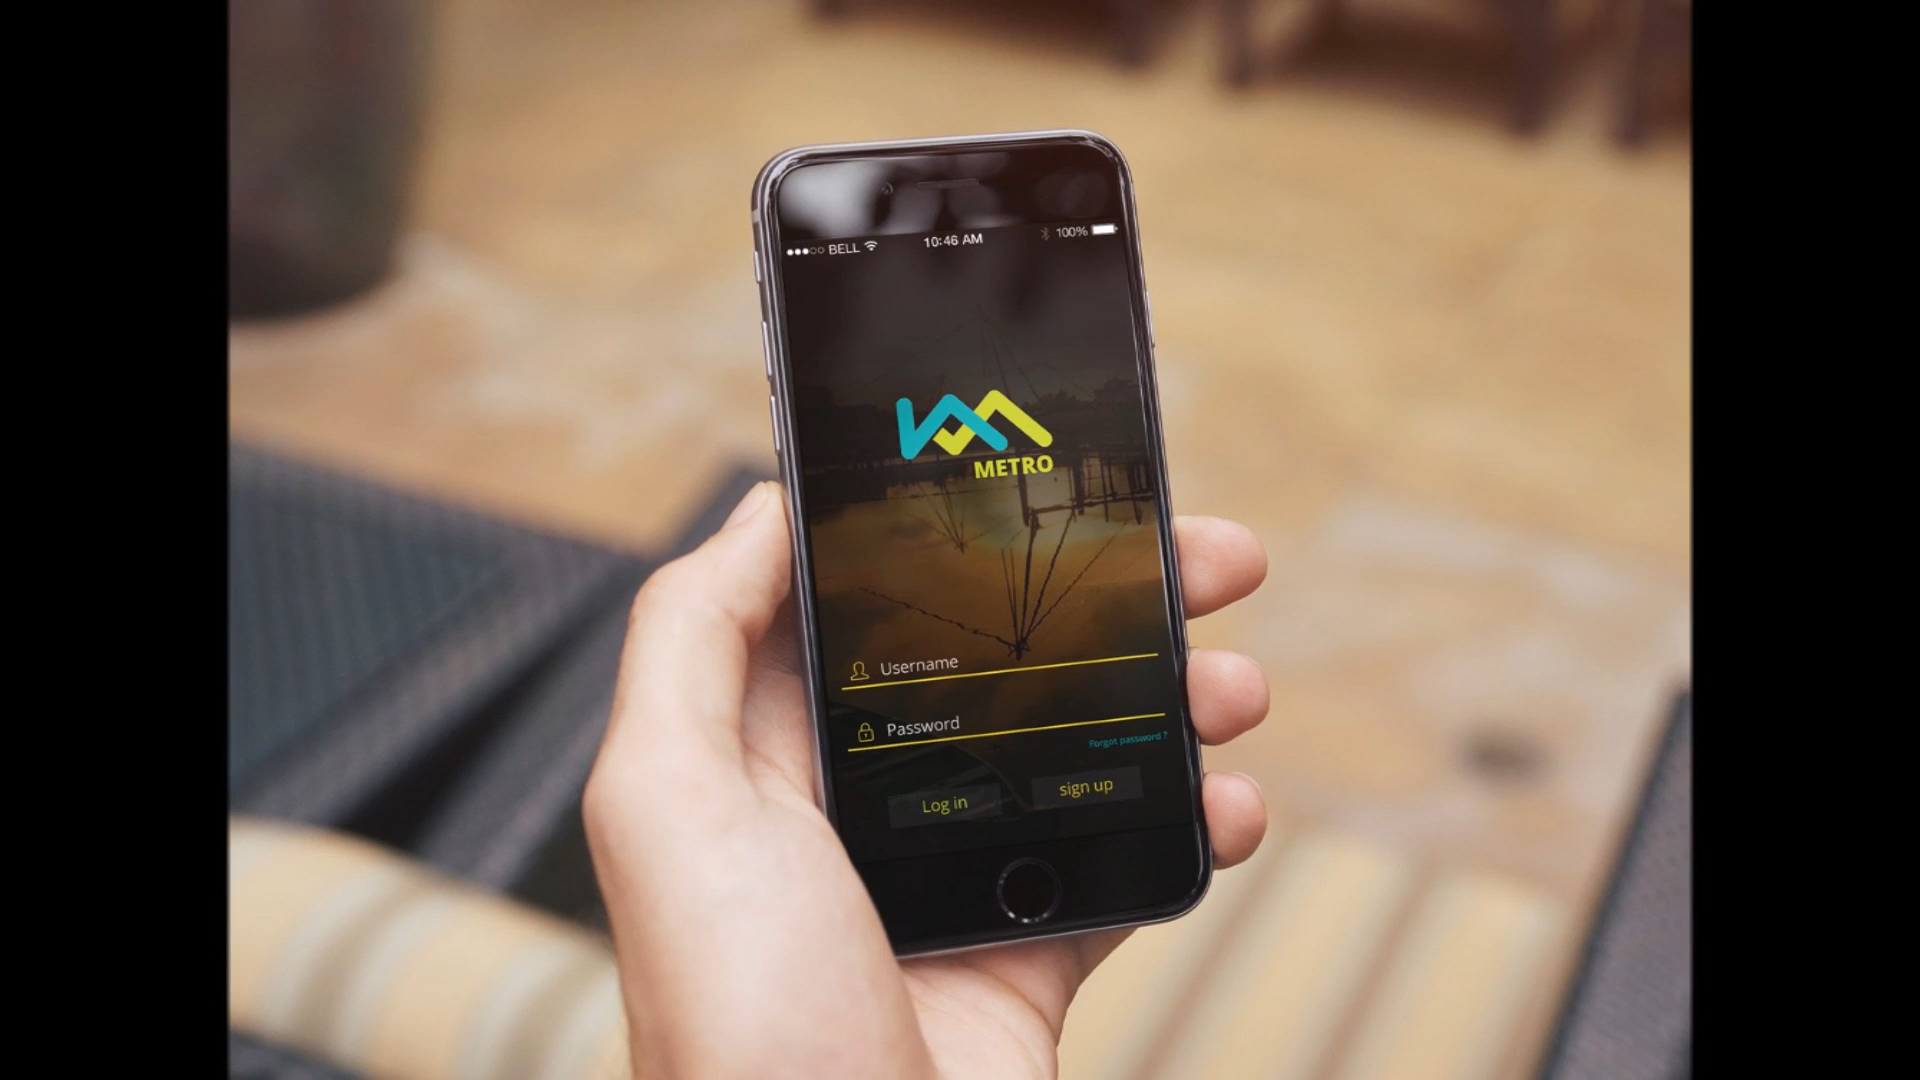 BELL 10:46 AM 100%
METRO
Username
Password
Forgot password ?
Log in sign up